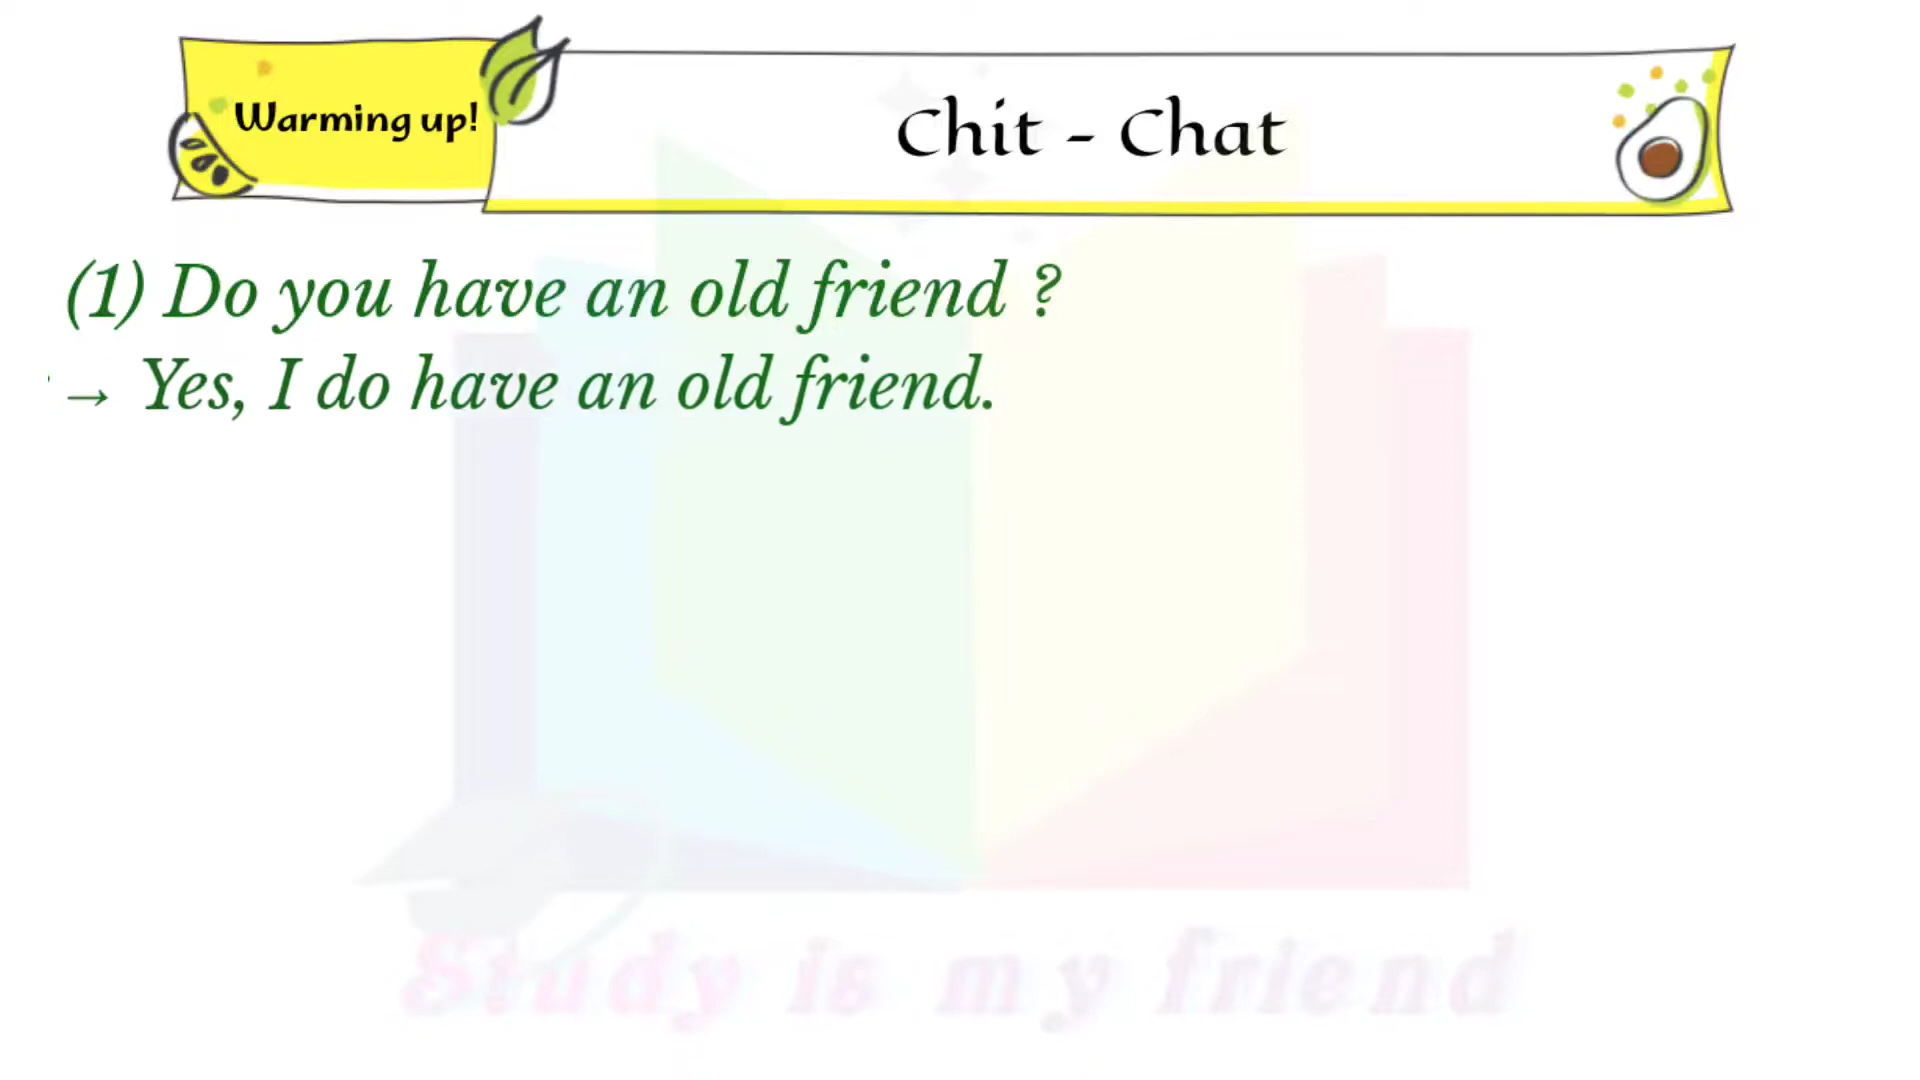 Warming up!
Chit - Chat
(1) Do you have an old friend ?
→ Yes, I do have an old friend.
Study is my friend